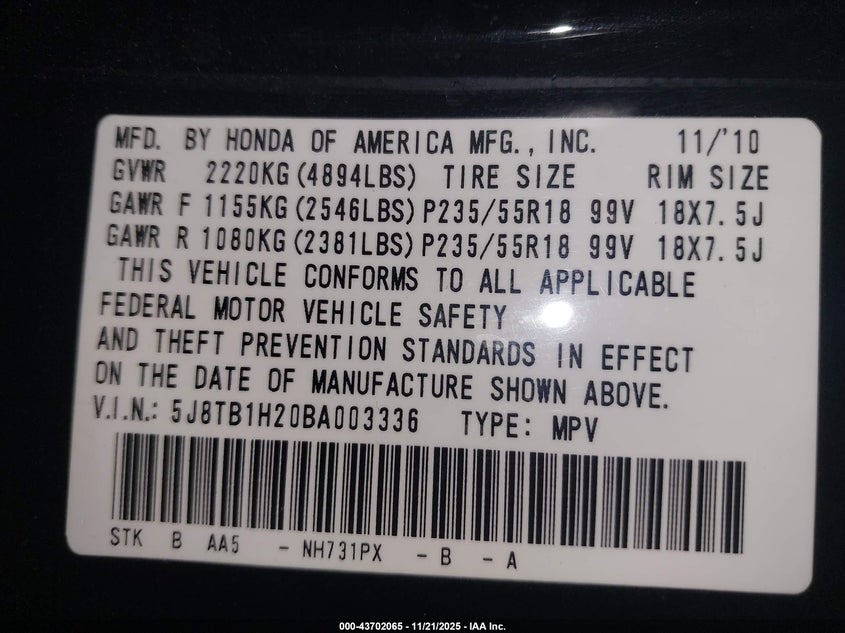 MFD. BY HONDA OF AMERICA MFG., INC. 11/'10
GVWR 2220KG (4894LBS) TIRE SIZE RIM SIZE
GAWR F 1155KG (2546LBS) P235/55R18 99V 18X7.5J
GAWR R 1080KG (2381LBS) P235/55R18 99V 18X7.5J
THIS VEHICLE CONFORMS TO ALL APPLICABLE
FEDERAL MOTOR VEHICLE SAFETY
AND THEFT PREVENTION STANDARDS IN EFFECT
ON THE DATE OF MANUFACTURE SHOWN ABOVE.
V.I.N.: 5J8TB1H20BA003336 TYPE: MPV
STK B AA5 - NH731PX - B - A
000-43702065 - 11/21/2025 - IAA Inc.